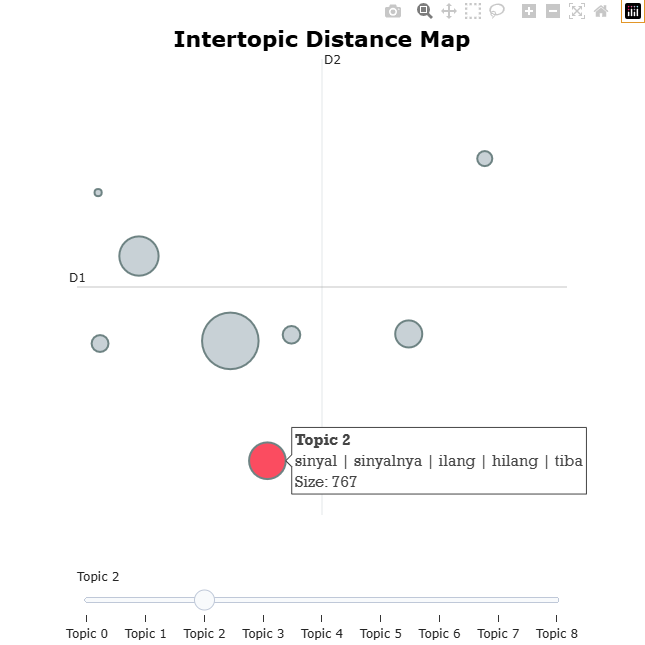 Intertopic Distance Map
D2
D1
Topic 2
sinyal | sinyalnya | ilang | hilang | tiba
Size: 767
Topic 2
Topic 0 Topic 1 Topic 2 Topic 3 Topic 4 Topic 5 Topic 6 Topic 7 Topic 8